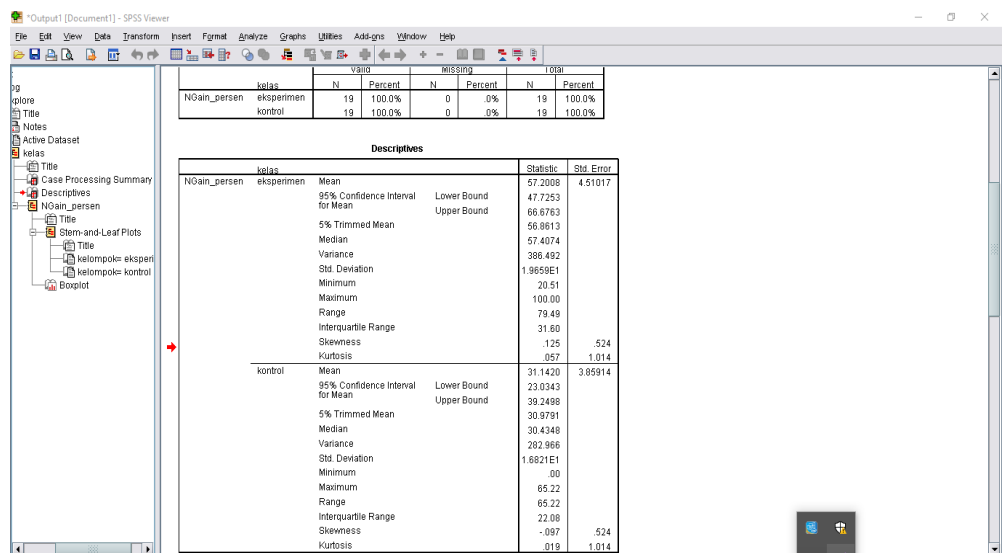 *Output1 [Document1] - SPSS Viewer
File Edit View Data Transform Insert Format Analyze Graphs Utilities Add-ons Window Help
og
xplore
Title
Notes
Active Dataset
kelas
Title
Case Processing Summary
Descriptives
NGain_persen
Title
Stem-and-Leaf Plots
Title
kelompok= eksperi
kelompok= kontrol
Boxplot
Valid Missing Total
kelas N Percent N Percent N Percent
NGain_persen eksperimen 19 100.0% 0 .0% 19 100.0%
kontrol 19 100.0% 0 .0% 19 100.0%
Descriptives
kelas Statistic Std. Error
NGain_persen eksperimen Mean 57.2008 4.51017
95% Confidence Interval for Mean Lower Bound 47.7253
Upper Bound 66.6763
5% Trimmed Mean 56.8613
Median 57.4074
Variance 386.492
Std. Deviation 1.9659E1
Minimum 20.51
Maximum 100.00
Range 79.49
Interquartile Range 31.60
Skewness .125 .524
Kurtosis .057 1.014
kontrol Mean 31.1420 3.85914
95% Confidence Interval for Mean Lower Bound 23.0343
Upper Bound 39.2498
5% Trimmed Mean 30.9791
Median 30.4348
Variance 282.966
Std. Deviation 1.6821E1
Minimum .00
Maximum 65.22
Range 65.22
Interquartile Range 22.08
Skewness -.097 .524
Kurtosis .019 1.014